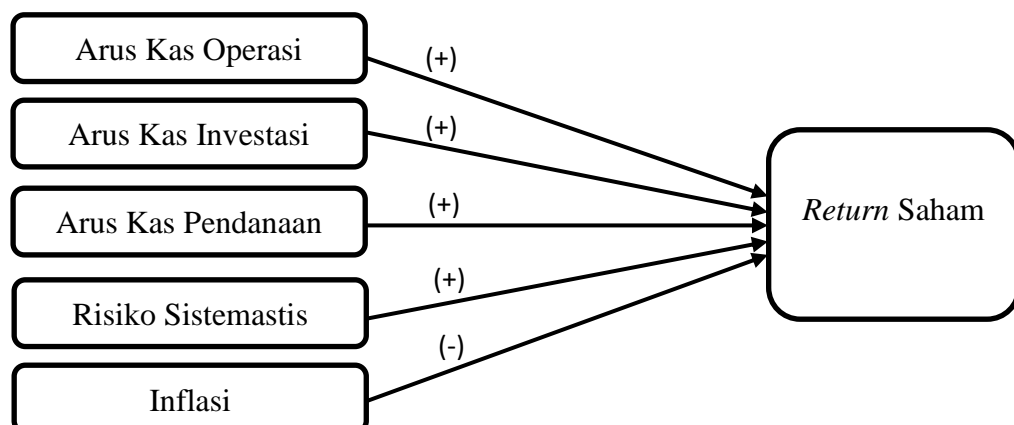 Arus Kas Operasi
(+)
Arus Kas Investasi
(+)
Arus Kas Pendanaan
(+)
Return Saham
Risiko Sistemastis
(+)
Inflasi
(-)